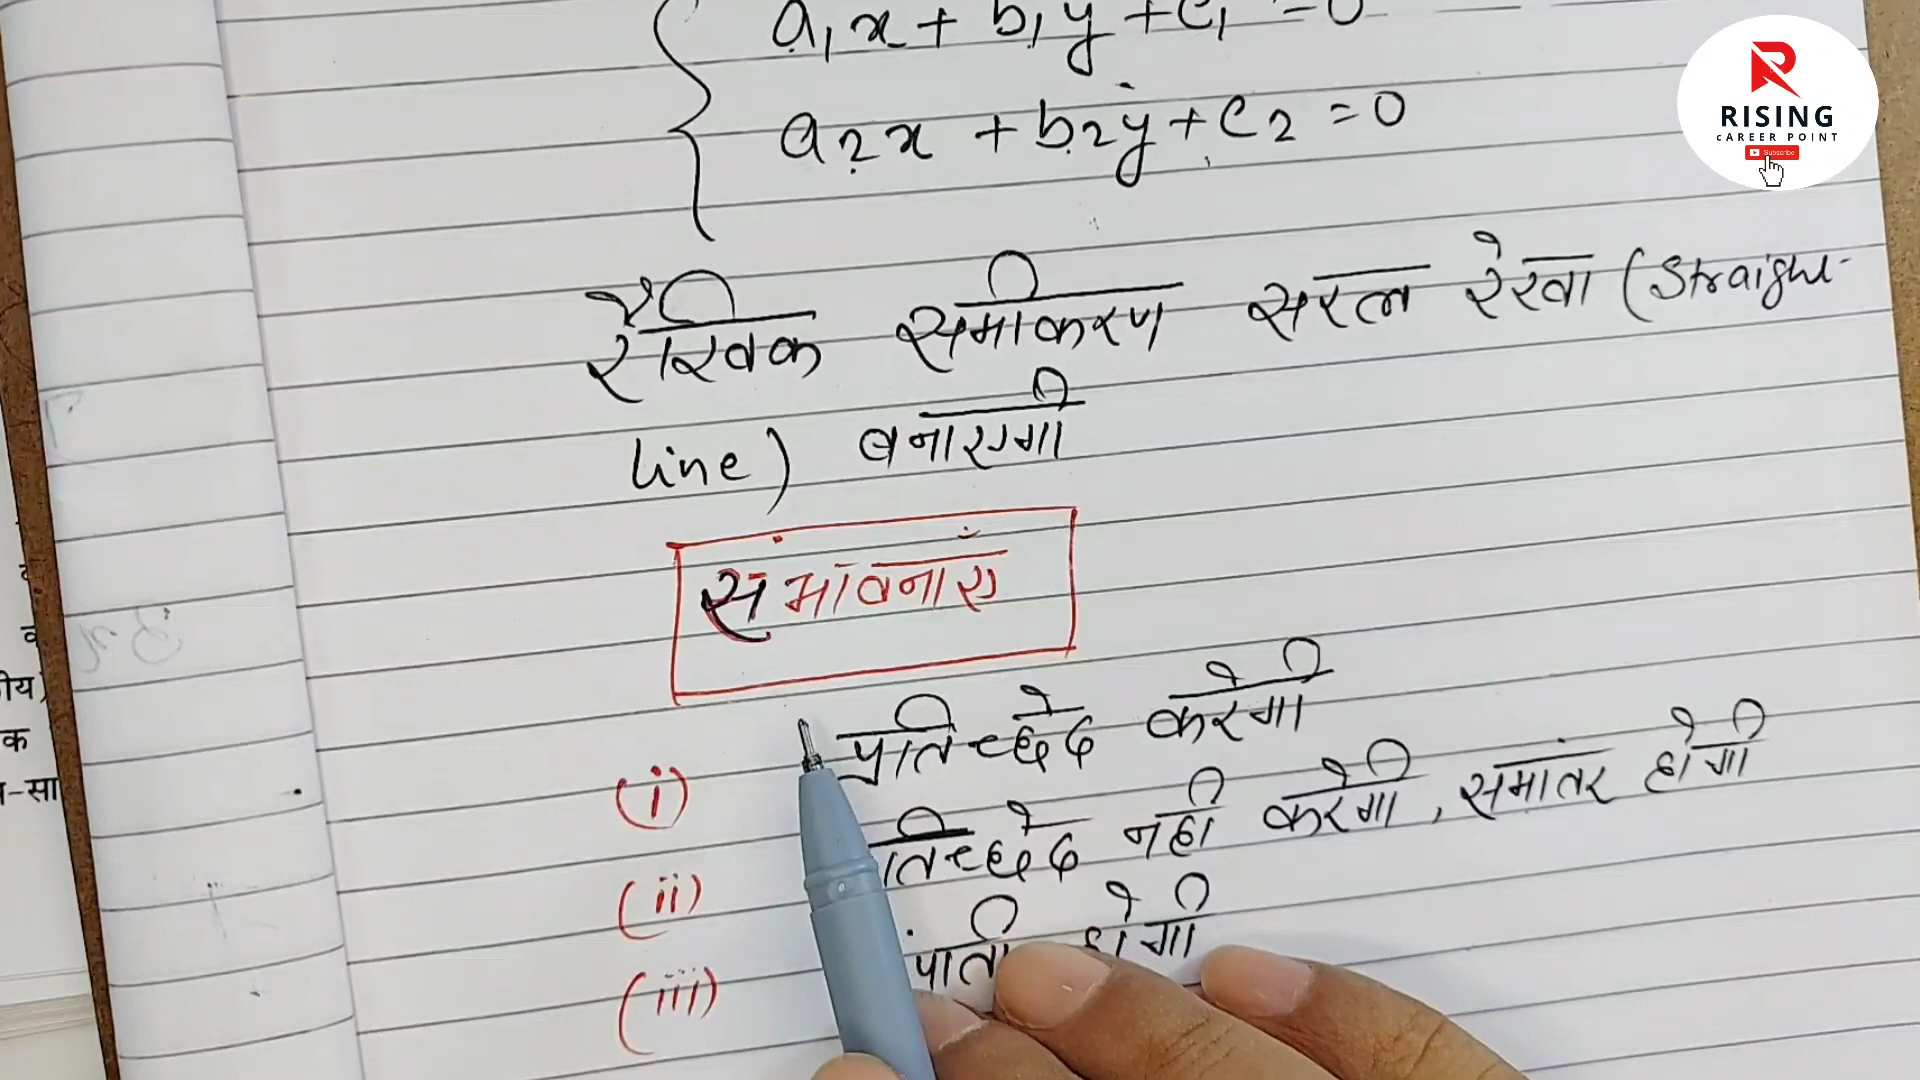 a₁x + b₁y + c₁ = 0
a₂x + b₂y + c₂ = 0
रैखिक समीकरण सरल रेखा (Straight
line) बनाएगी
संभावनाएं
(i) प्रतिच्छेद करेगी
(ii) प्रतिच्छेद नही करेगी, समांतर होगी
(iii) संपाती होगी
RISING
CAREER POINT
Subscribe
ीय)
क
-सा